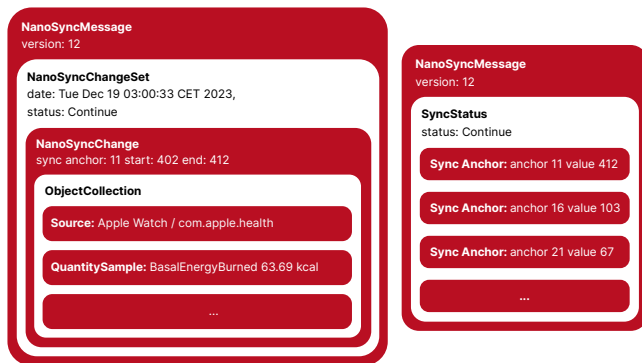 NanoSyncMessage
version: 12
NanoSyncChangeSet
date: Tue Dec 19 03:00:33 CET 2023,
status: Continue
NanoSyncChange
sync anchor: 11 start: 402 end: 412
ObjectCollection
Source: Apple Watch / com.apple.health
QuantitySample: BasalEnergyBurned 63.69 kcal
...
NanoSyncMessage
version: 12
SyncStatus
status: Continue
Sync Anchor: anchor 11 value 412
Sync Anchor: anchor 16 value 103
Sync Anchor: anchor 21 value 67
...